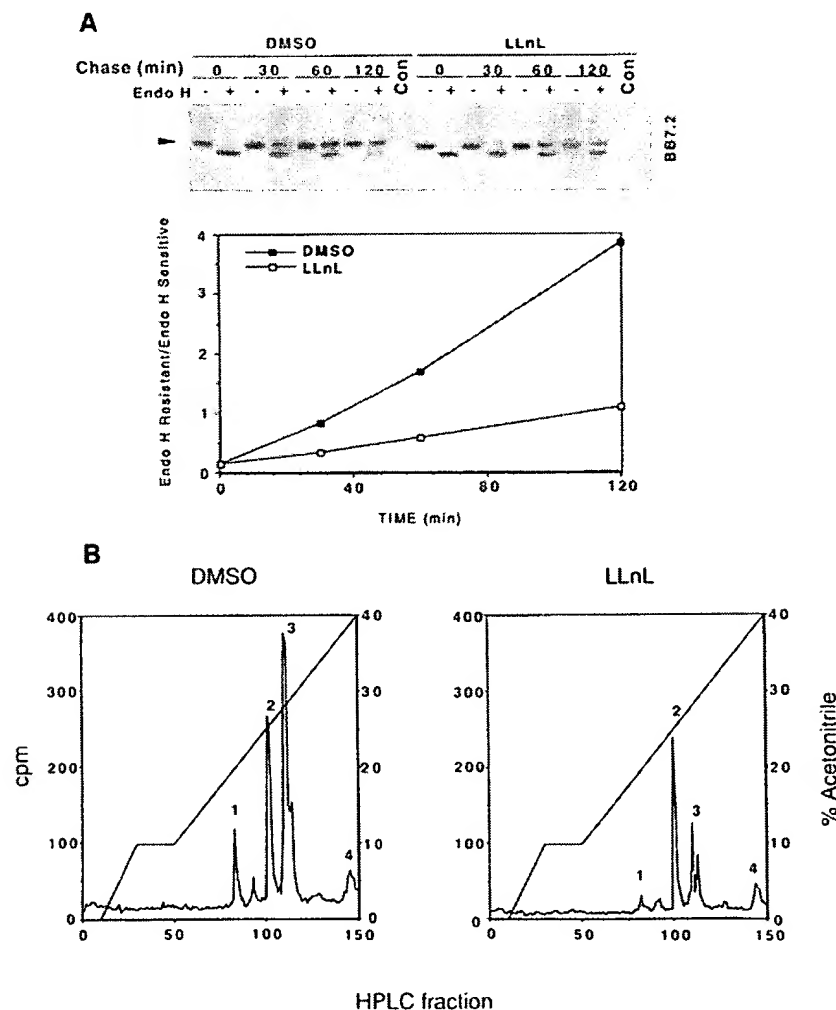 A
DMSO LLnL
Chase (min) 0 30 60 120 Con 0 30 60 120 Con
Endo H - + - + - + - + - + - + - + - +
BB7.2
Endo H Resistant/Endo H Sensitive
4
3
2
1
0
DMSO
LLnL
0 40 80 120
TIME (min)
B
DMSO
cpm
400
300
200
100
0
1
2
3
4
40
30
20
10
0
0 50 100 150
LLnL
400
300
200
100
0
1
2
3
4
40
30
20
10
0
% Acetonitrile
0 50 100 150
HPLC fraction